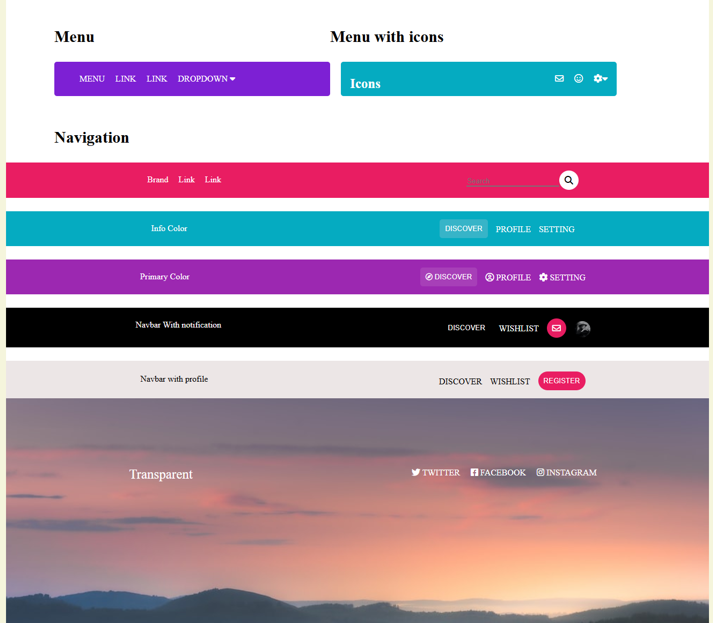 Menu
Menu with icons
MENU LINK LINK DROPDOWN
Icons
Navigation
Brand Link Link
Search
Info Color
DISCOVER PROFILE SETTING
Primary Color
DISCOVER PROFILE SETTING
Navbar With notification
DISCOVER WISHLIST
Navbar with profile
DISCOVER WISHLIST REGISTER
Transparent
TWITTER FACEBOOK INSTAGRAM